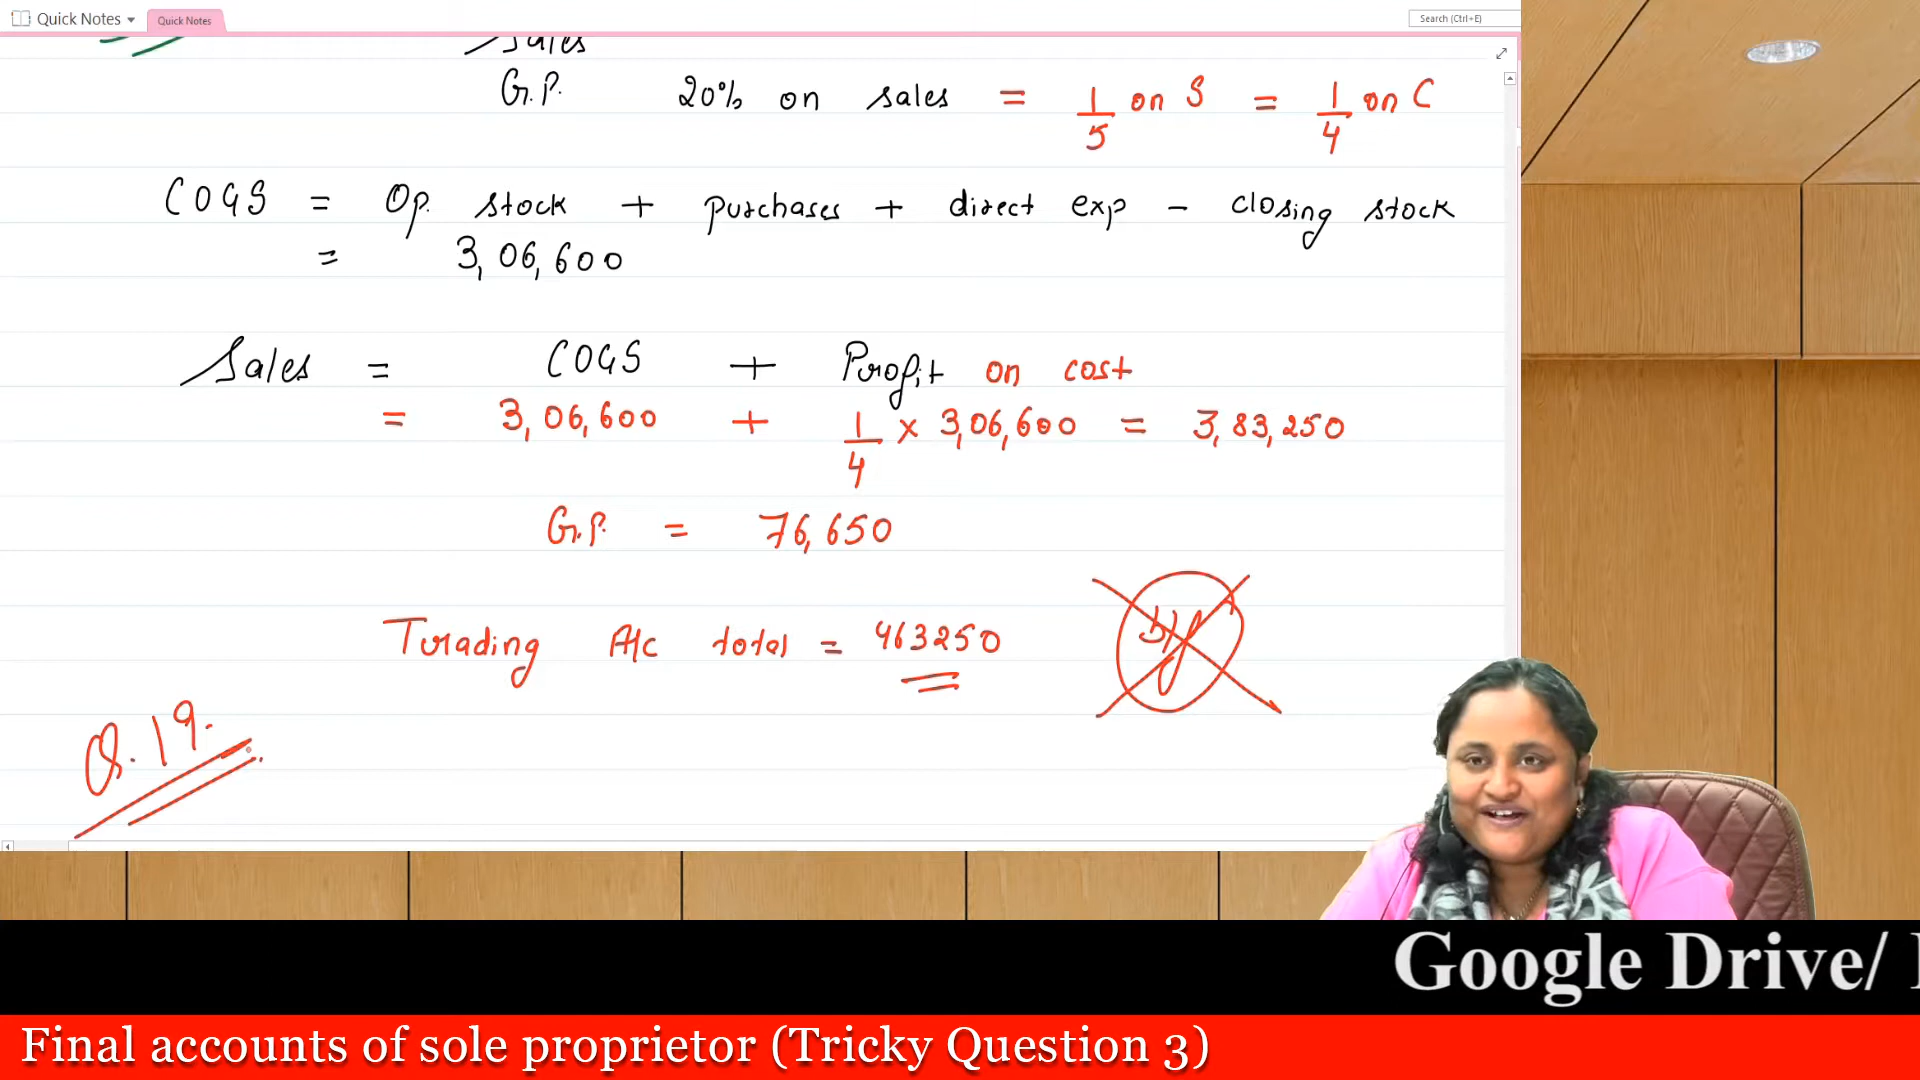 Quick Notes
Quick Notes
Search (Ctrl+E)
Sales
G.P. 20% on sales = 1/5 on S = 1/4 on C
COGS = Op. stock + purchases + direct exp - closing stock
= 3,06,600
Sales = COGS + Profit on cost
= 3,06,600 + 1/4 × 3,06,600 = 3,83,250
G.P. = 76,650
Trading A/c total = 463250
Q.19.
Google Drive/
Final accounts of sole proprietor (Tricky Question 3)